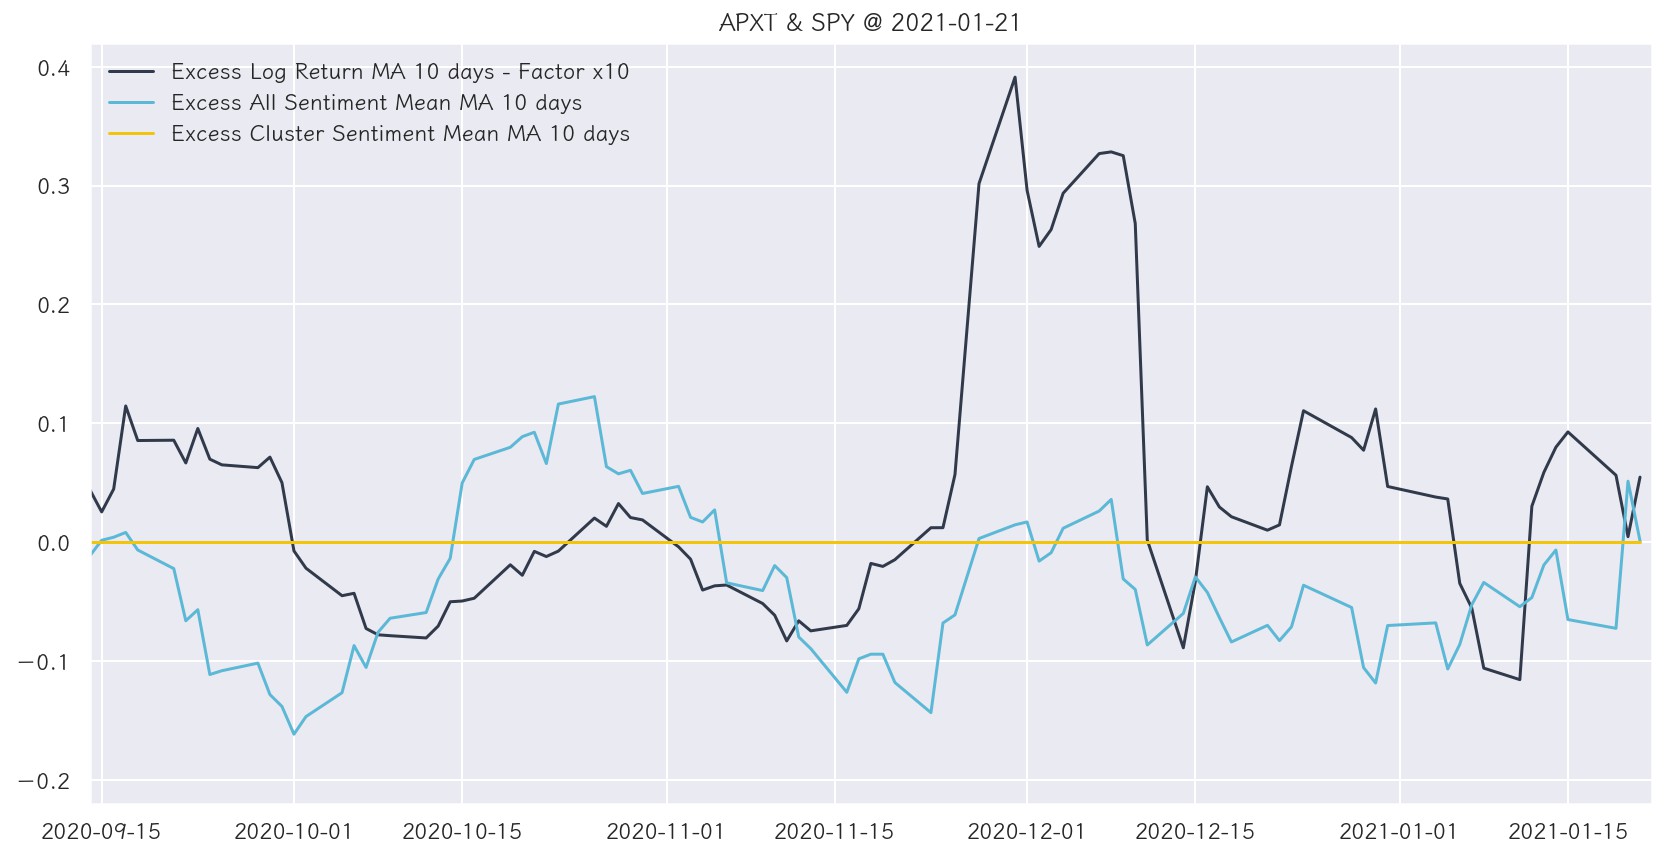 APXT & SPY @ 2021-01-21
Excess Log Return MA 10 days - Factor x10
Excess All Sentiment Mean MA 10 days
Excess Cluster Sentiment Mean MA 10 days
0.4
0.3
0.2
0.1
0.0
−0.1
−0.2
2020-09-15 2020-10-01 2020-10-15 2020-11-01 2020-11-15 2020-12-01 2020-12-15 2021-01-01 2021-01-15